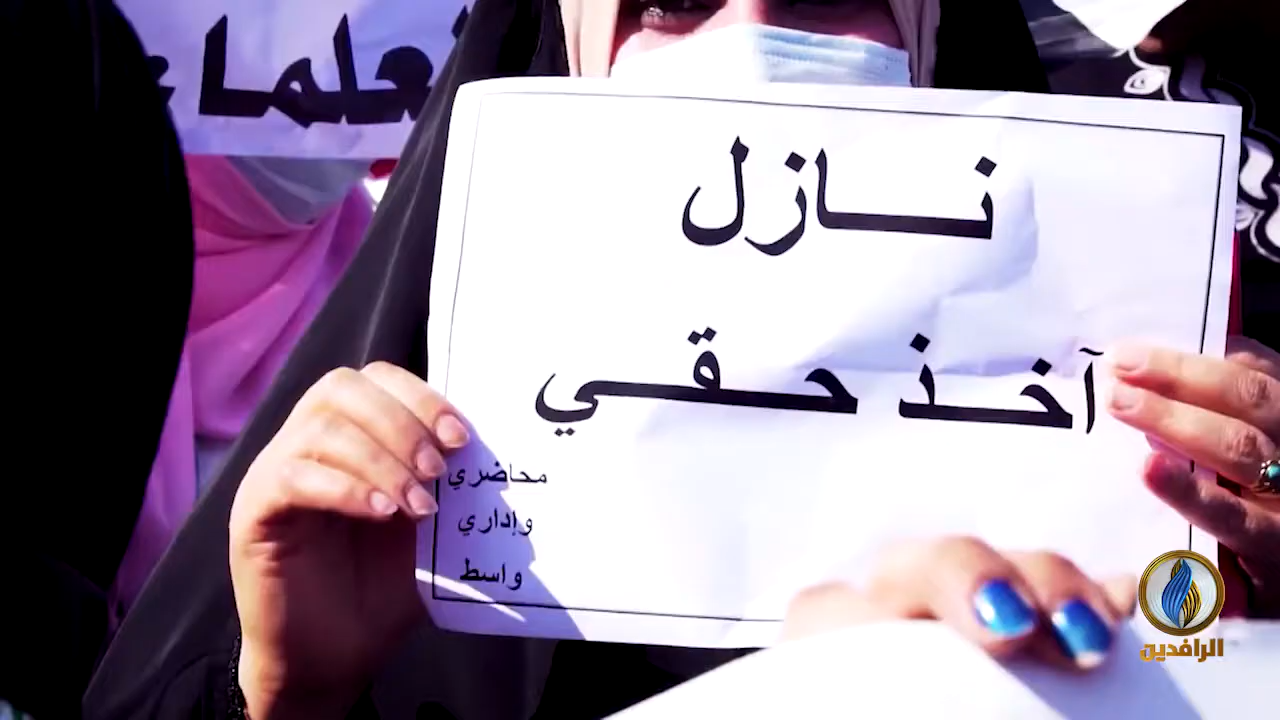 نازل
آخذ حقي
محاضري
وإداري
واسط
الرافدين